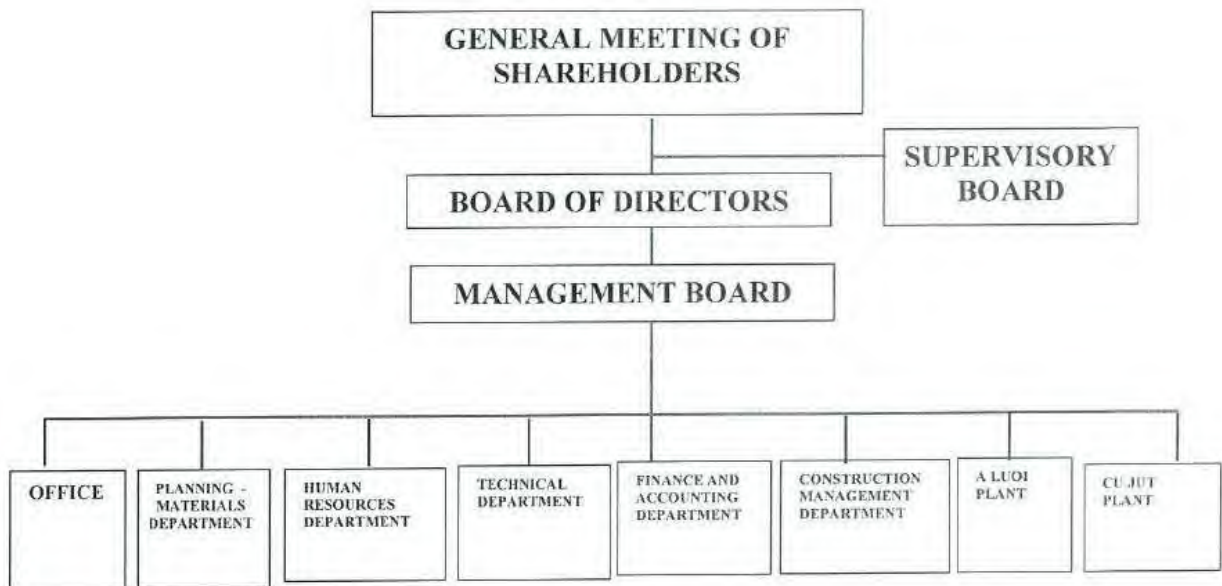 GENERAL MEETING OF
SHAREHOLDERS
SUPERVISORY
BOARD
BOARD OF DIRECTORS
MANAGEMENT BOARD
OFFICE
PLANNING -
MATERIALS
DEPARTMENT
HUMAN
RESOURCES
DEPARTMENT
TECHNICAL
DEPARTMENT
FINANCE AND
ACCOUNTING
DEPARTMENT
CONSTRUCTION
MANAGEMENT
DEPARTMENT
A LUOI
PLANT
CU JUT
PLANT